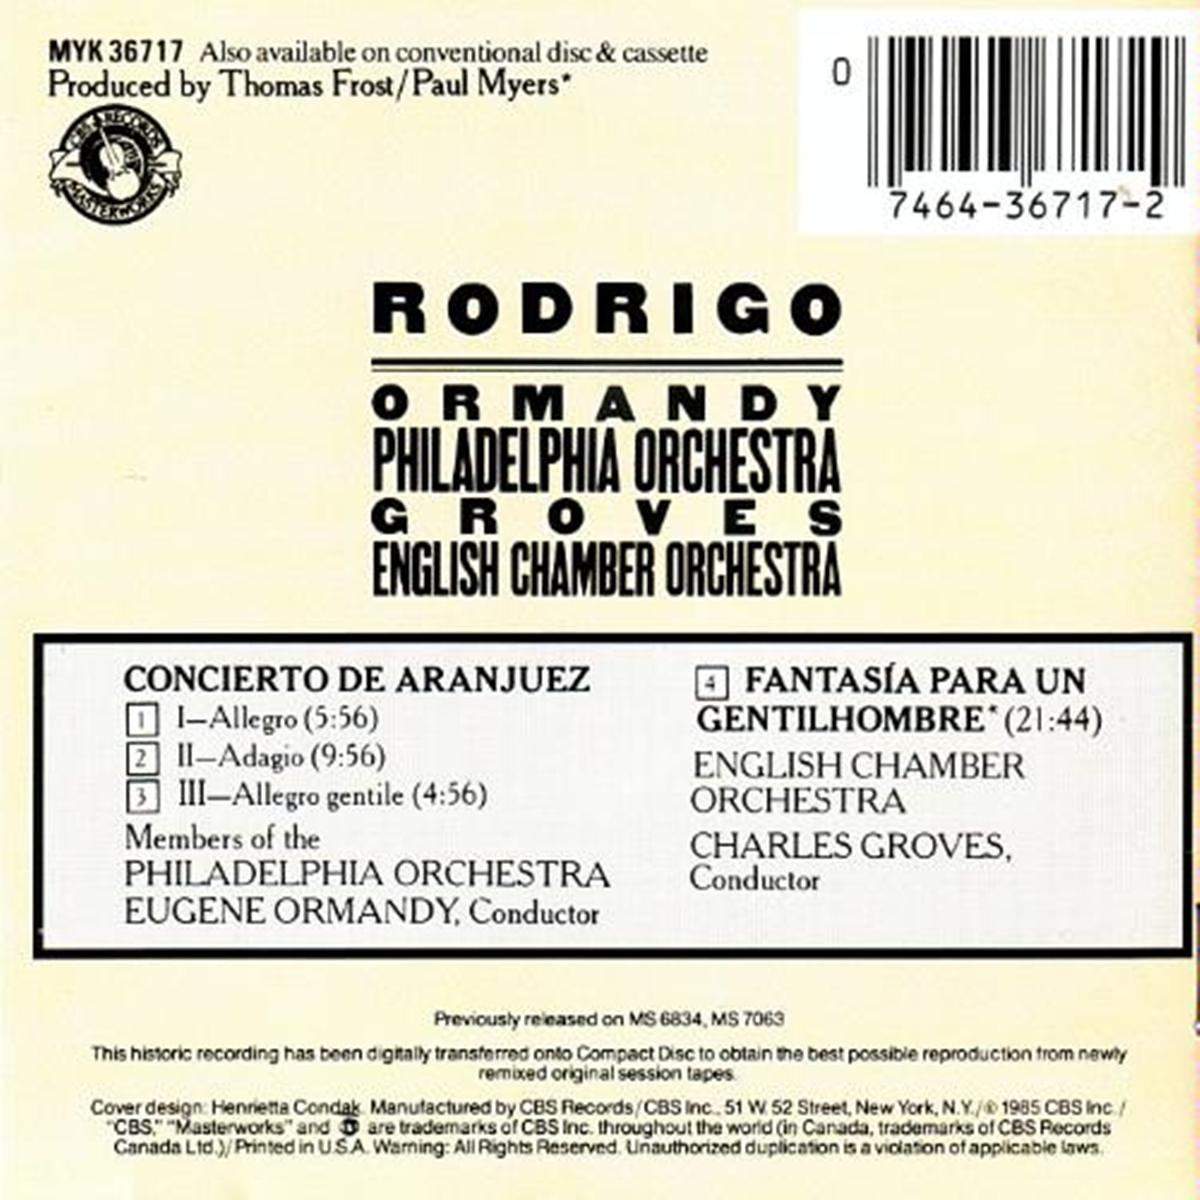 MYK 36717 Also available on conventional disc & cassette
Produced by Thomas Frost/Paul Myers*
CBS RECORDS
MASTERWORKS
0
7464-36717-2
RODRIGO
ORMANDY
PHILADELPHIA ORCHESTRA
GROVES
ENGLISH CHAMBER ORCHESTRA
CONCIERTO DE ARANJUEZ
1 I—Allegro (5:56)
2 II—Adagio (9:56)
3 III—Allegro gentile (4:56)
Members of the
PHILADELPHIA ORCHESTRA
EUGENE ORMANDY, Conductor
4 FANTASÍA PARA UN
GENTILHOMBRE* (21:44)
ENGLISH CHAMBER
ORCHESTRA
CHARLES GROVES,
Conductor
Previously released on MS 6834, MS 7063
This historic recording has been digitally transferred onto Compact Disc to obtain the best possible reproduction from newly
remixed original session tapes.
Cover design: Henrietta Condak. Manufactured by CBS Records/CBS Inc., 51 W. 52 Street, New York, N.Y./℗ 1985 CBS Inc./
"CBS," "Masterworks" and are trademarks of CBS Inc. throughout the world (in Canada, trademarks of CBS Records
Canada Ltd.)/Printed in U.S.A. Warning: All Rights Reserved. Unauthorized duplication is a violation of applicable laws.